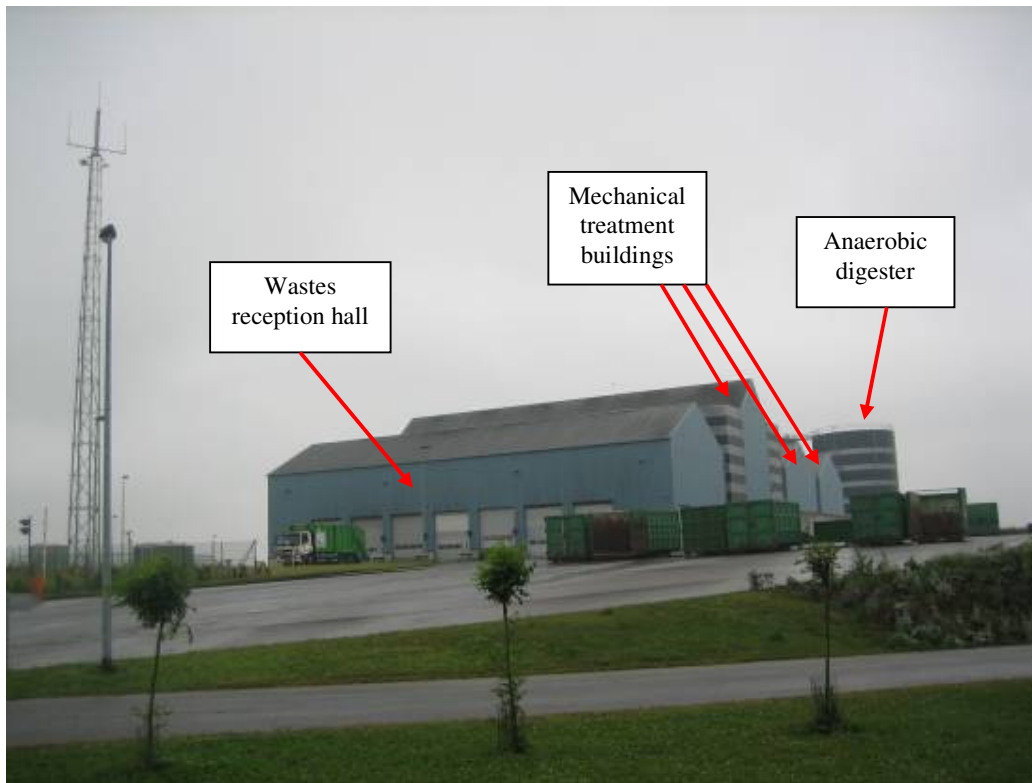 Wastes
reception hall
Mechanical
treatment
buildings
Anaerobic
digester